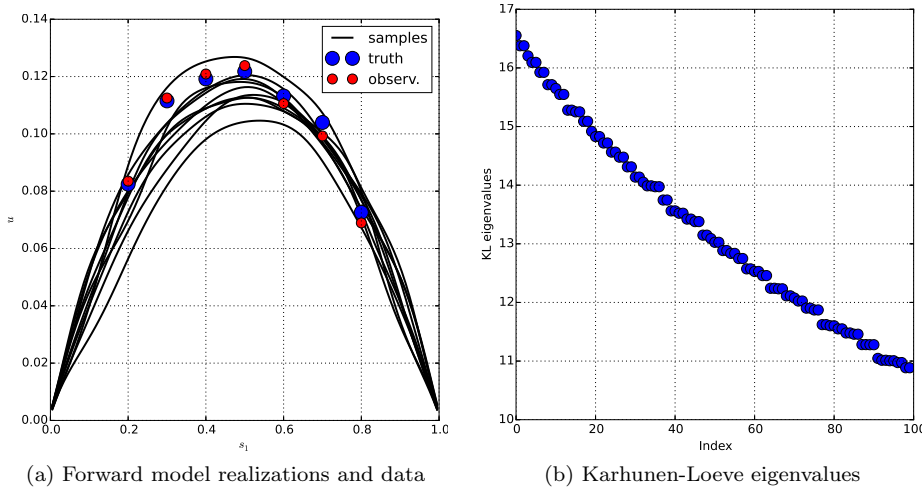 0.14
0.12
0.10
0.08
0.06
0.04
0.02
0.00
u
0.0 0.2 0.4 0.6 0.8 1.0
s1
samples
truth
observ.
(a) Forward model realizations and data
17
16
15
14
13
12
11
10
KL eigenvalues
0 20 40 60 80 100
Index
(b) Karhunen-Loeve eigenvalues